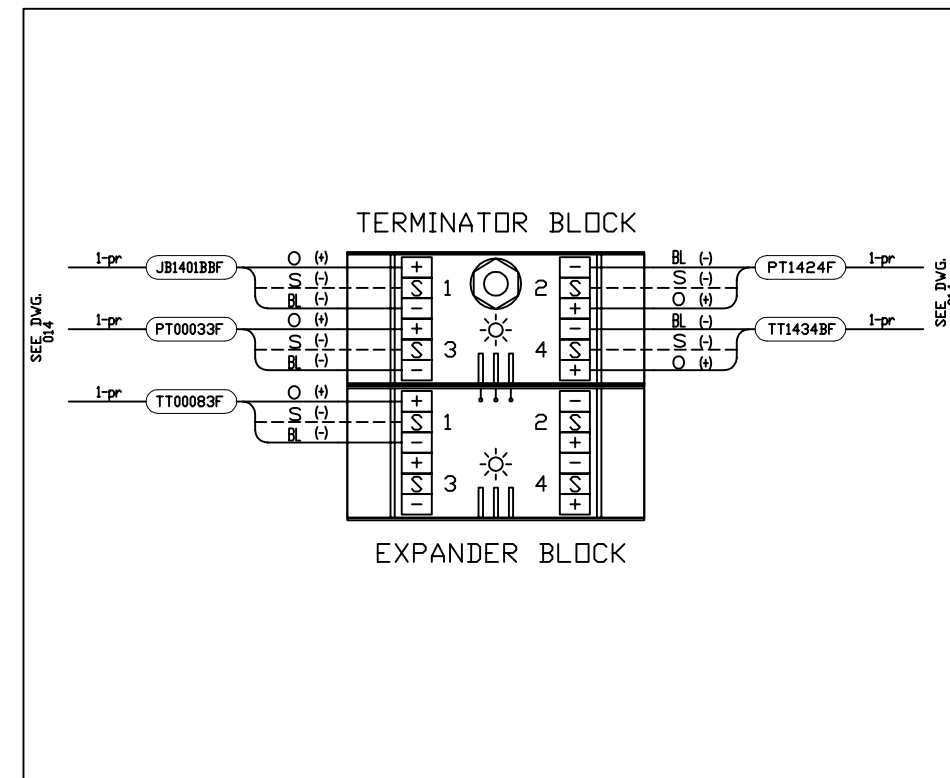 TERMINATOR BLOCK
1-pr JB1401BBF O (+) + 1 2 - BL (-) PT1424F 1-pr
S (-) S S S (-)
BL (-) - + O (+)
1-pr PT00033F O (+) + 3 4 - BL (-) TT1434BF 1-pr
S (-) S S S (-)
BL (-) - + O (+)
SEE DWG.
014
SEE DWG.
1-pr TT00083F O (+) + 1 2 -
S (-) S S
BL (-) - +
+ 3 4 -
S S
- +
EXPANDER BLOCK